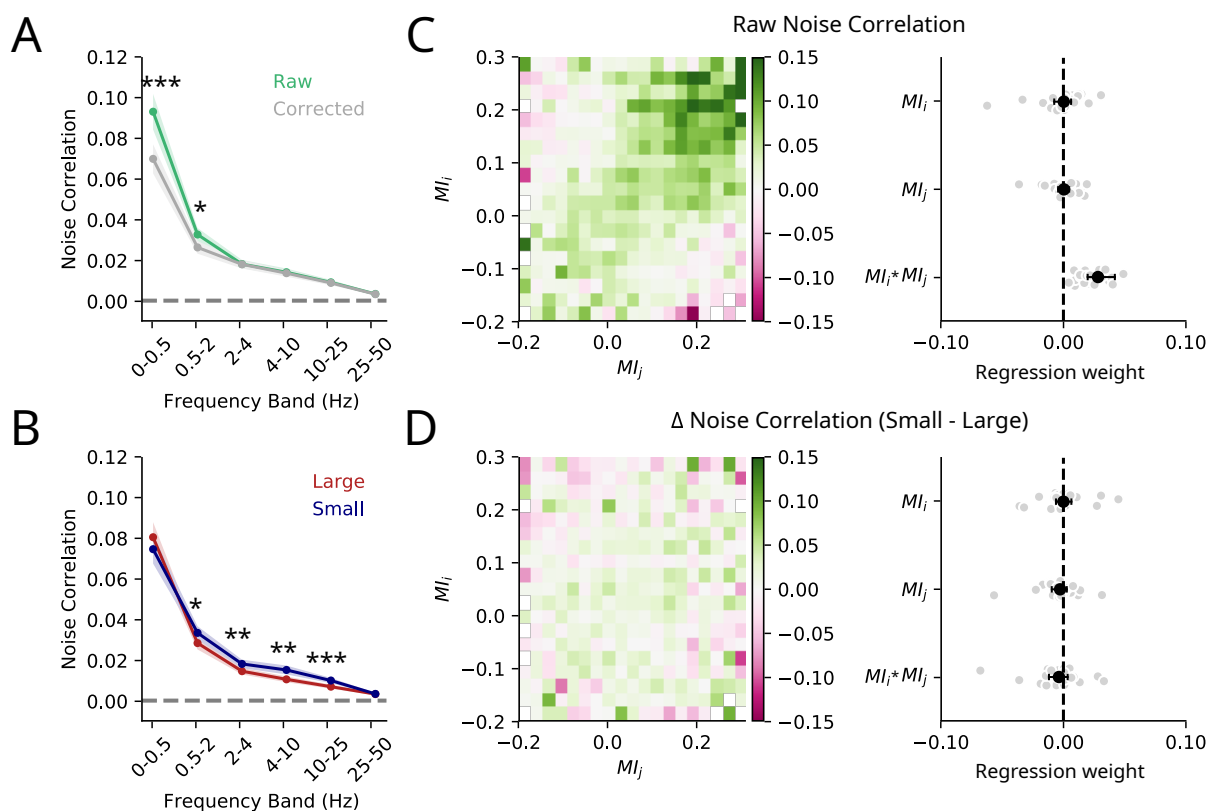 A
0.12
0.10
0.08
0.06
0.04
0.02
0.00
Noise Correlation
***
*
Raw
Corrected
0-0.5
0.5-2
2-4
4-10
10-25
25-50
Frequency Band (Hz)
C
Raw Noise Correlation
0.3
0.2
0.1
0.0
−0.1
−0.2
MI_i
−0.2
0.0
0.2
MI_j
0.15
0.10
0.05
0.00
−0.05
−0.10
−0.15
MI_i
MI_j
MI_i*MI_j
−0.10
0.00
0.10
Regression weight
B
0.12
0.10
0.08
0.06
0.04
0.02
0.00
Noise Correlation
Large
Small
*
**
**
***
0-0.5
0.5-2
2-4
4-10
10-25
25-50
Frequency Band (Hz)
D
Δ Noise Correlation (Small - Large)
0.3
0.2
0.1
0.0
−0.1
−0.2
MI_i
−0.2
0.0
0.2
MI_j
0.15
0.10
0.05
0.00
−0.05
−0.10
−0.15
MI_i
MI_j
MI_i*MI_j
−0.10
0.00
0.10
Regression weight